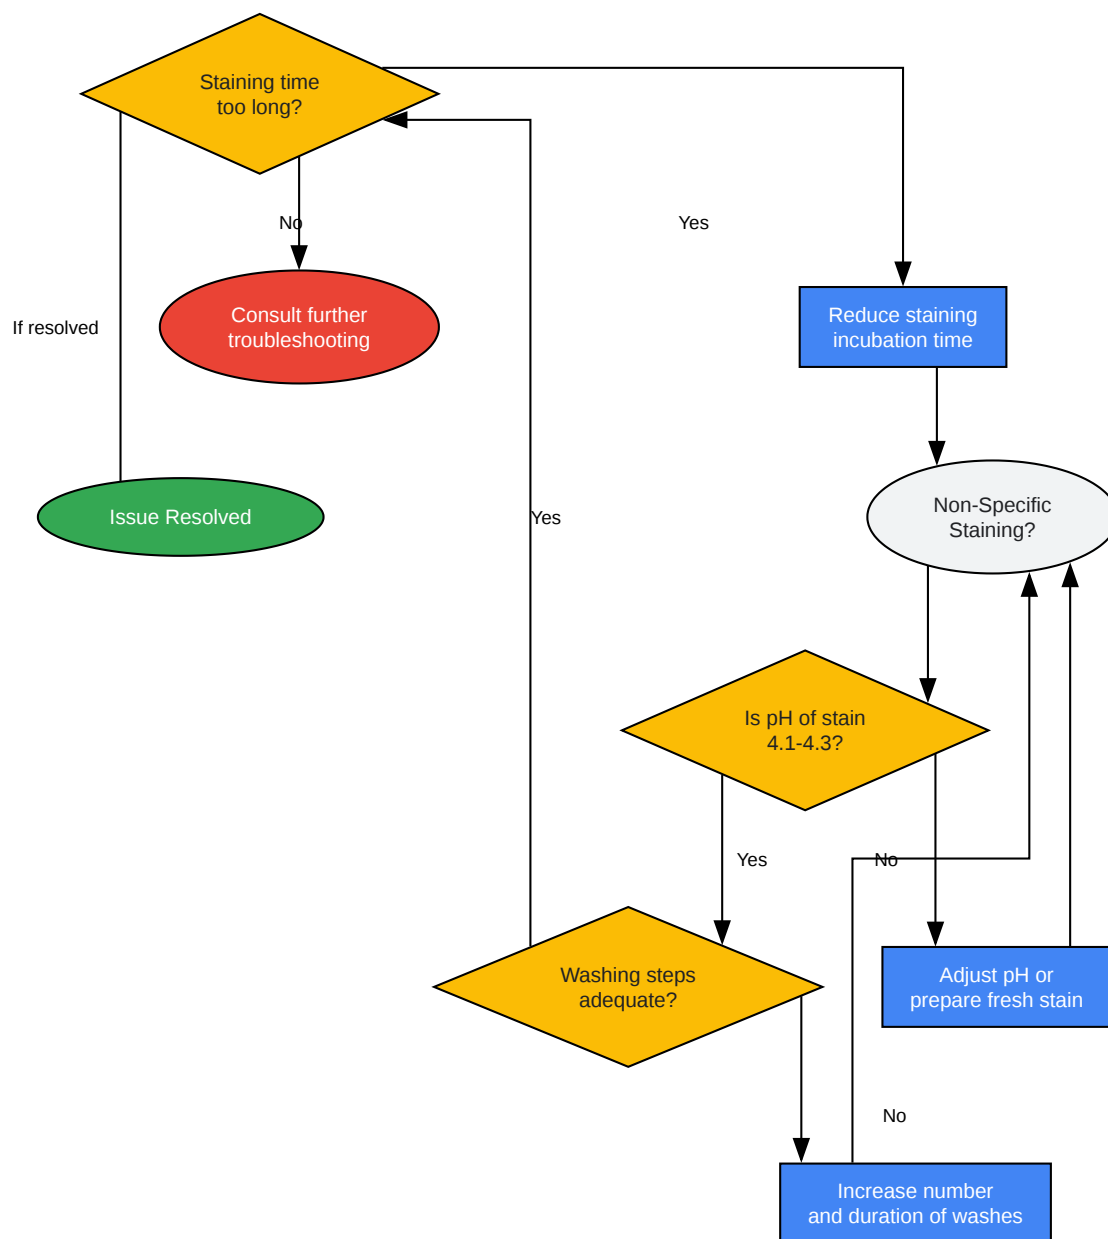 Staining time
too long?
No
Yes
Consult further
troubleshooting
If resolved
Reduce staining
incubation time
Issue Resolved
Yes
Non-Specific
Staining?
Is pH of stain
4.1-4.3?
Yes
No
Washing steps
adequate?
Adjust pH or
prepare fresh stain
No
Increase number
and duration of washes